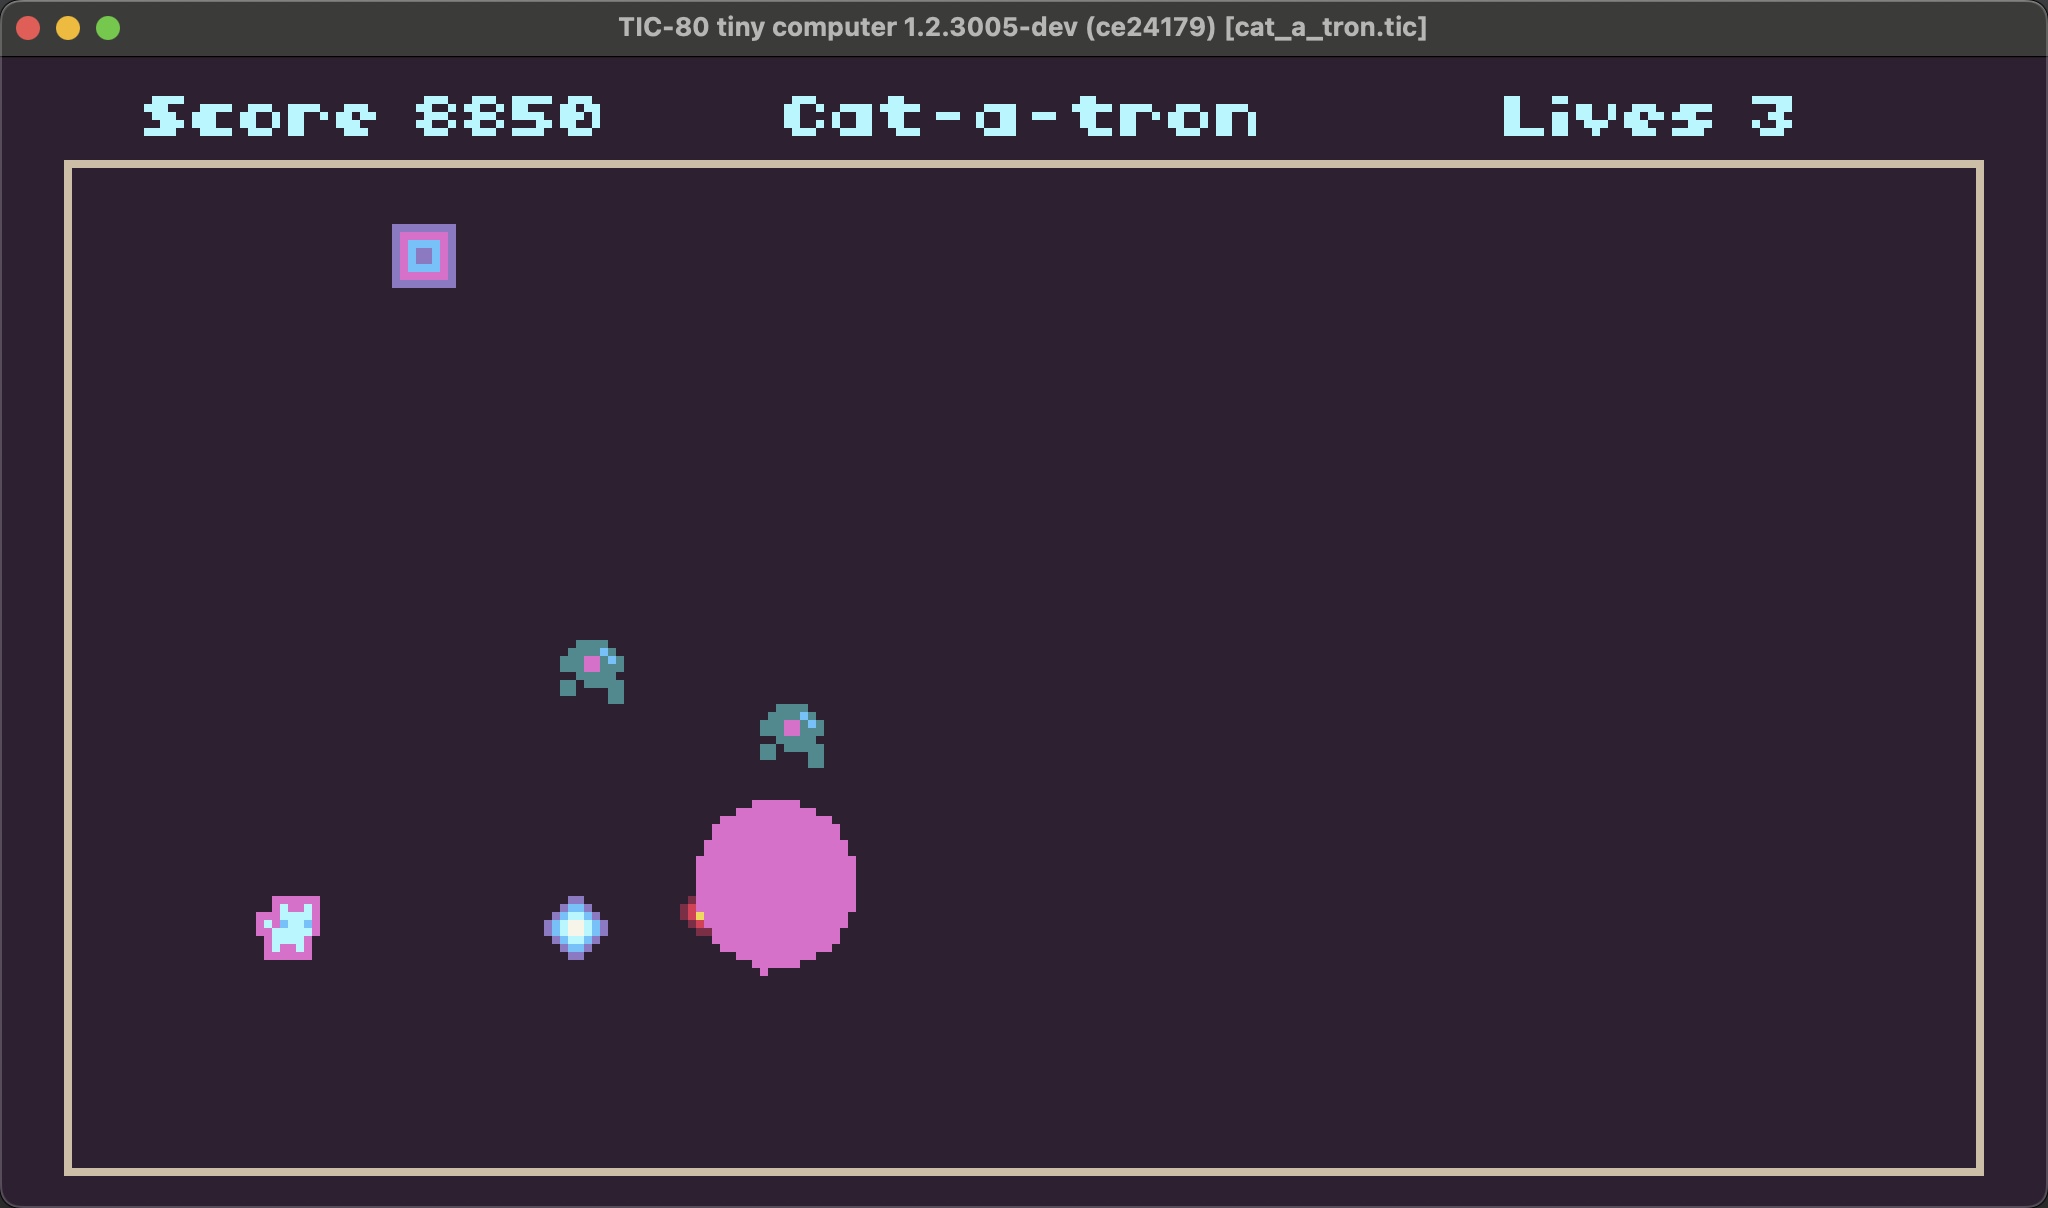 TIC-80 tiny computer 1.2.3005-dev (ce24179) [cat_a_tron.tic]
Score 8850 Cat-a-tron Lives 3